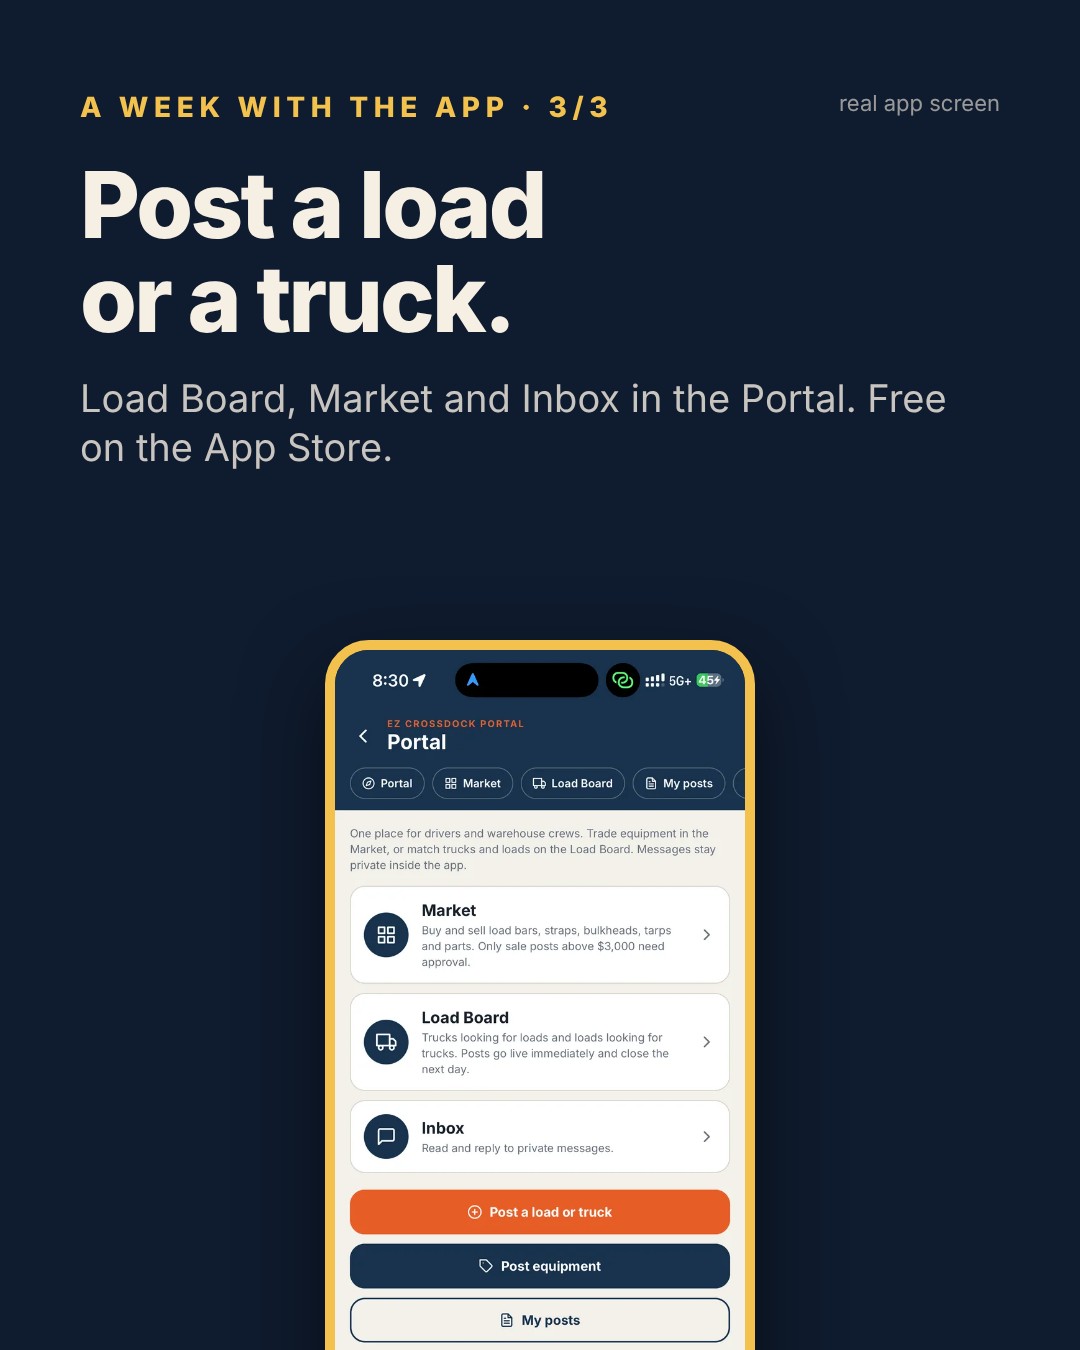 A WEEK WITH THE APP · 3/3
real app screen
Post a load
or a truck.
Load Board, Market and Inbox in the Portal. Free
on the App Store.
8:30
5G+
45
EZ CROSSDOCK PORTAL
Portal
Portal
Market
Load Board
My posts
One place for drivers and warehouse crews. Trade equipment in the
Market, or match trucks and loads on the Load Board. Messages stay
private inside the app.
Market
Buy and sell load bars, straps, bulkheads, tarps
and parts. Only sale posts above $3,000 need
approval.
Load Board
Trucks looking for loads and loads looking for
trucks. Posts go live immediately and close the
next day.
Inbox
Read and reply to private messages.
Post a load or truck
Post equipment
My posts